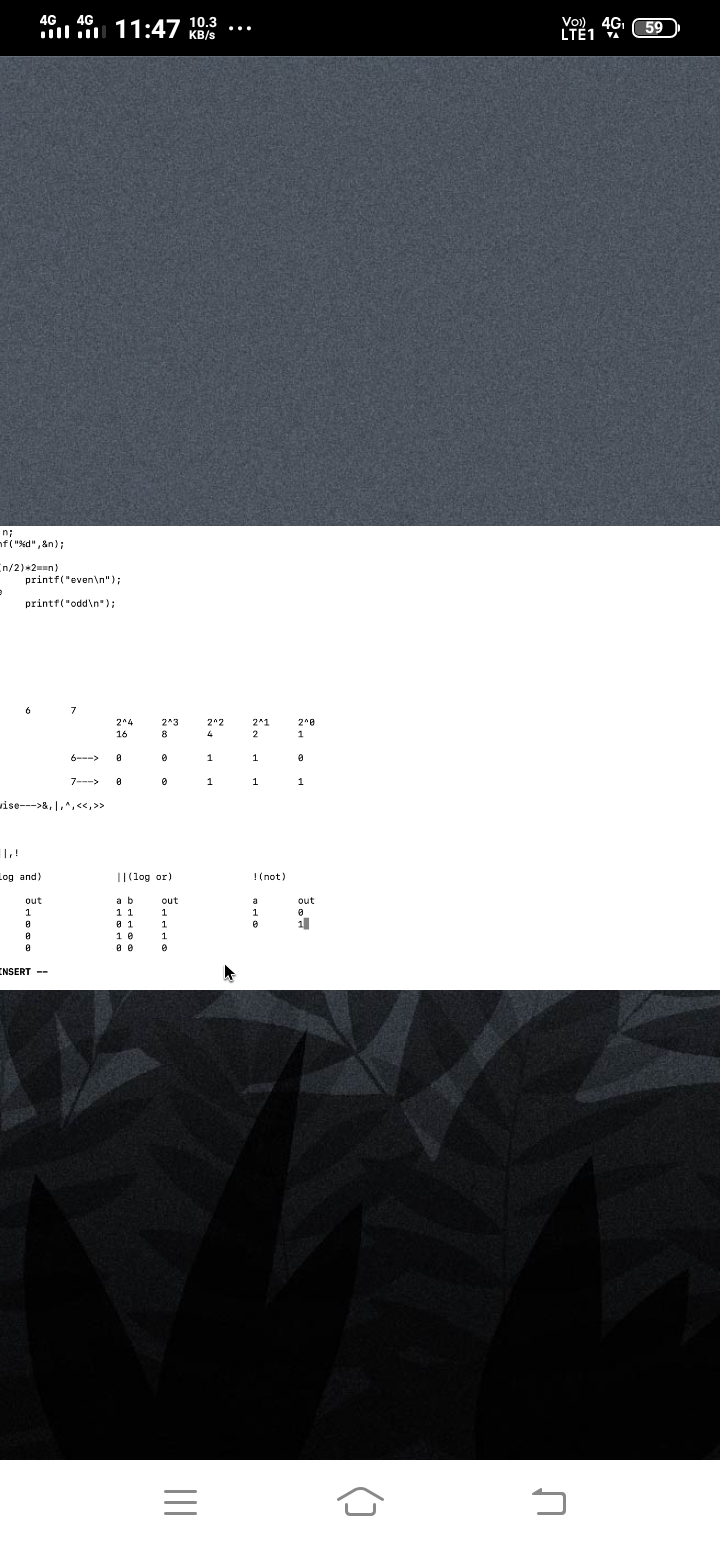 4G 4G 11:47 10.3 KB/s ... Vo)) LTE1 4G1 59
n;
nf("%d",&n);
(n/2)*2==n)
printf("even\n");
e
printf("odd\n");
6 7
2^4 2^3 2^2 2^1 2^0
16 8 4 2 1
6---> 0 0 1 1 0
7---> 0 0 1 1 1
wise--->&,|,^,<<,>>
||,!
log and) ||(log or) !(not)
out a b out a out
1 1 1 1 1 0
0 0 1 1 0 1
0 1 0 1
0 0 0 0
INSERT --